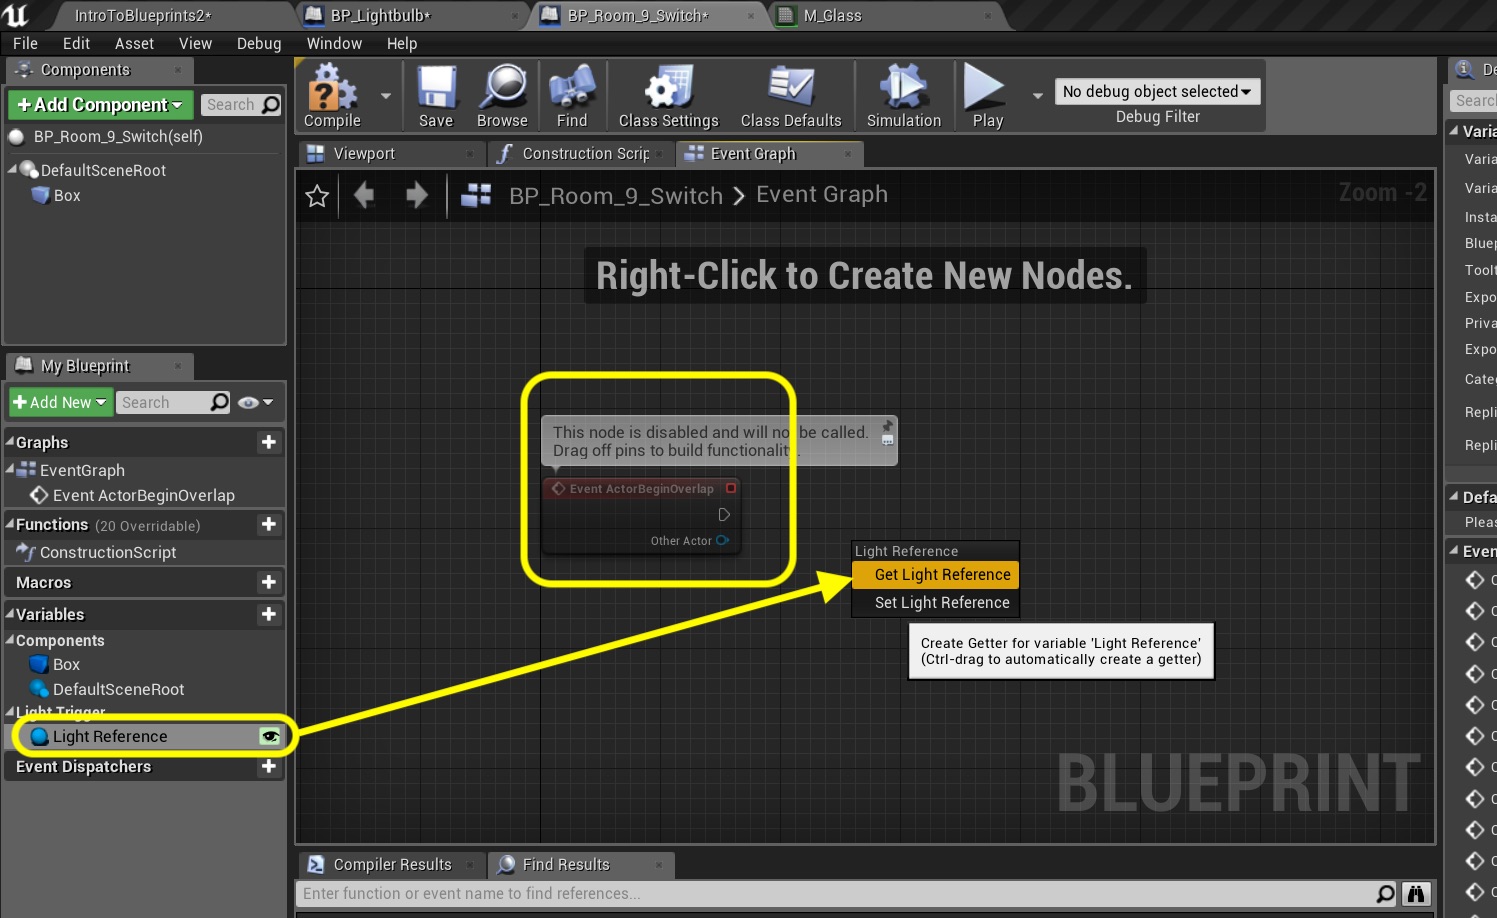 IntroToBlueprints2*
BP_Lightbulb*
BP_Room_9_Switch*
M_Glass
File
Edit
Asset
View
Debug
Window
Help
Components
Add Component
Search
BP_Room_9_Switch(self)
DefaultSceneRoot
Box
Compile
Save
Browse
Find
Class Settings
Class Defaults
Simulation
Play
No debug object selected
Debug Filter
Viewport
Construction Scrip
Event Graph
BP_Room_9_Switch
Event Graph
Zoom -2
Right-Click to Create New Nodes.
My Blueprint
Add New
Search
Graphs
EventGraph
Event ActorBeginOverlap
Functions (20 Overridable)
ConstructionScript
Macros
Variables
Components
Box
DefaultSceneRoot
Light Trigger
Light Reference
Event Dispatchers
This node is disabled and will not be called.
Drag off pins to build functionality.
Event ActorBeginOverlap
Other Actor
Light Reference
Get Light Reference
Set Light Reference
Create Getter for variable 'Light Reference'
(Ctrl-drag to automatically create a getter)
BLUEPRINT
Compiler Results
Find Results
Enter function or event name to find references...
De
Search
Varia
Varia
Varia
Insta
Bluep
Toolt
Expo
Priva
Expo
Cate
Repli
Repli
Defa
Pleas
Even